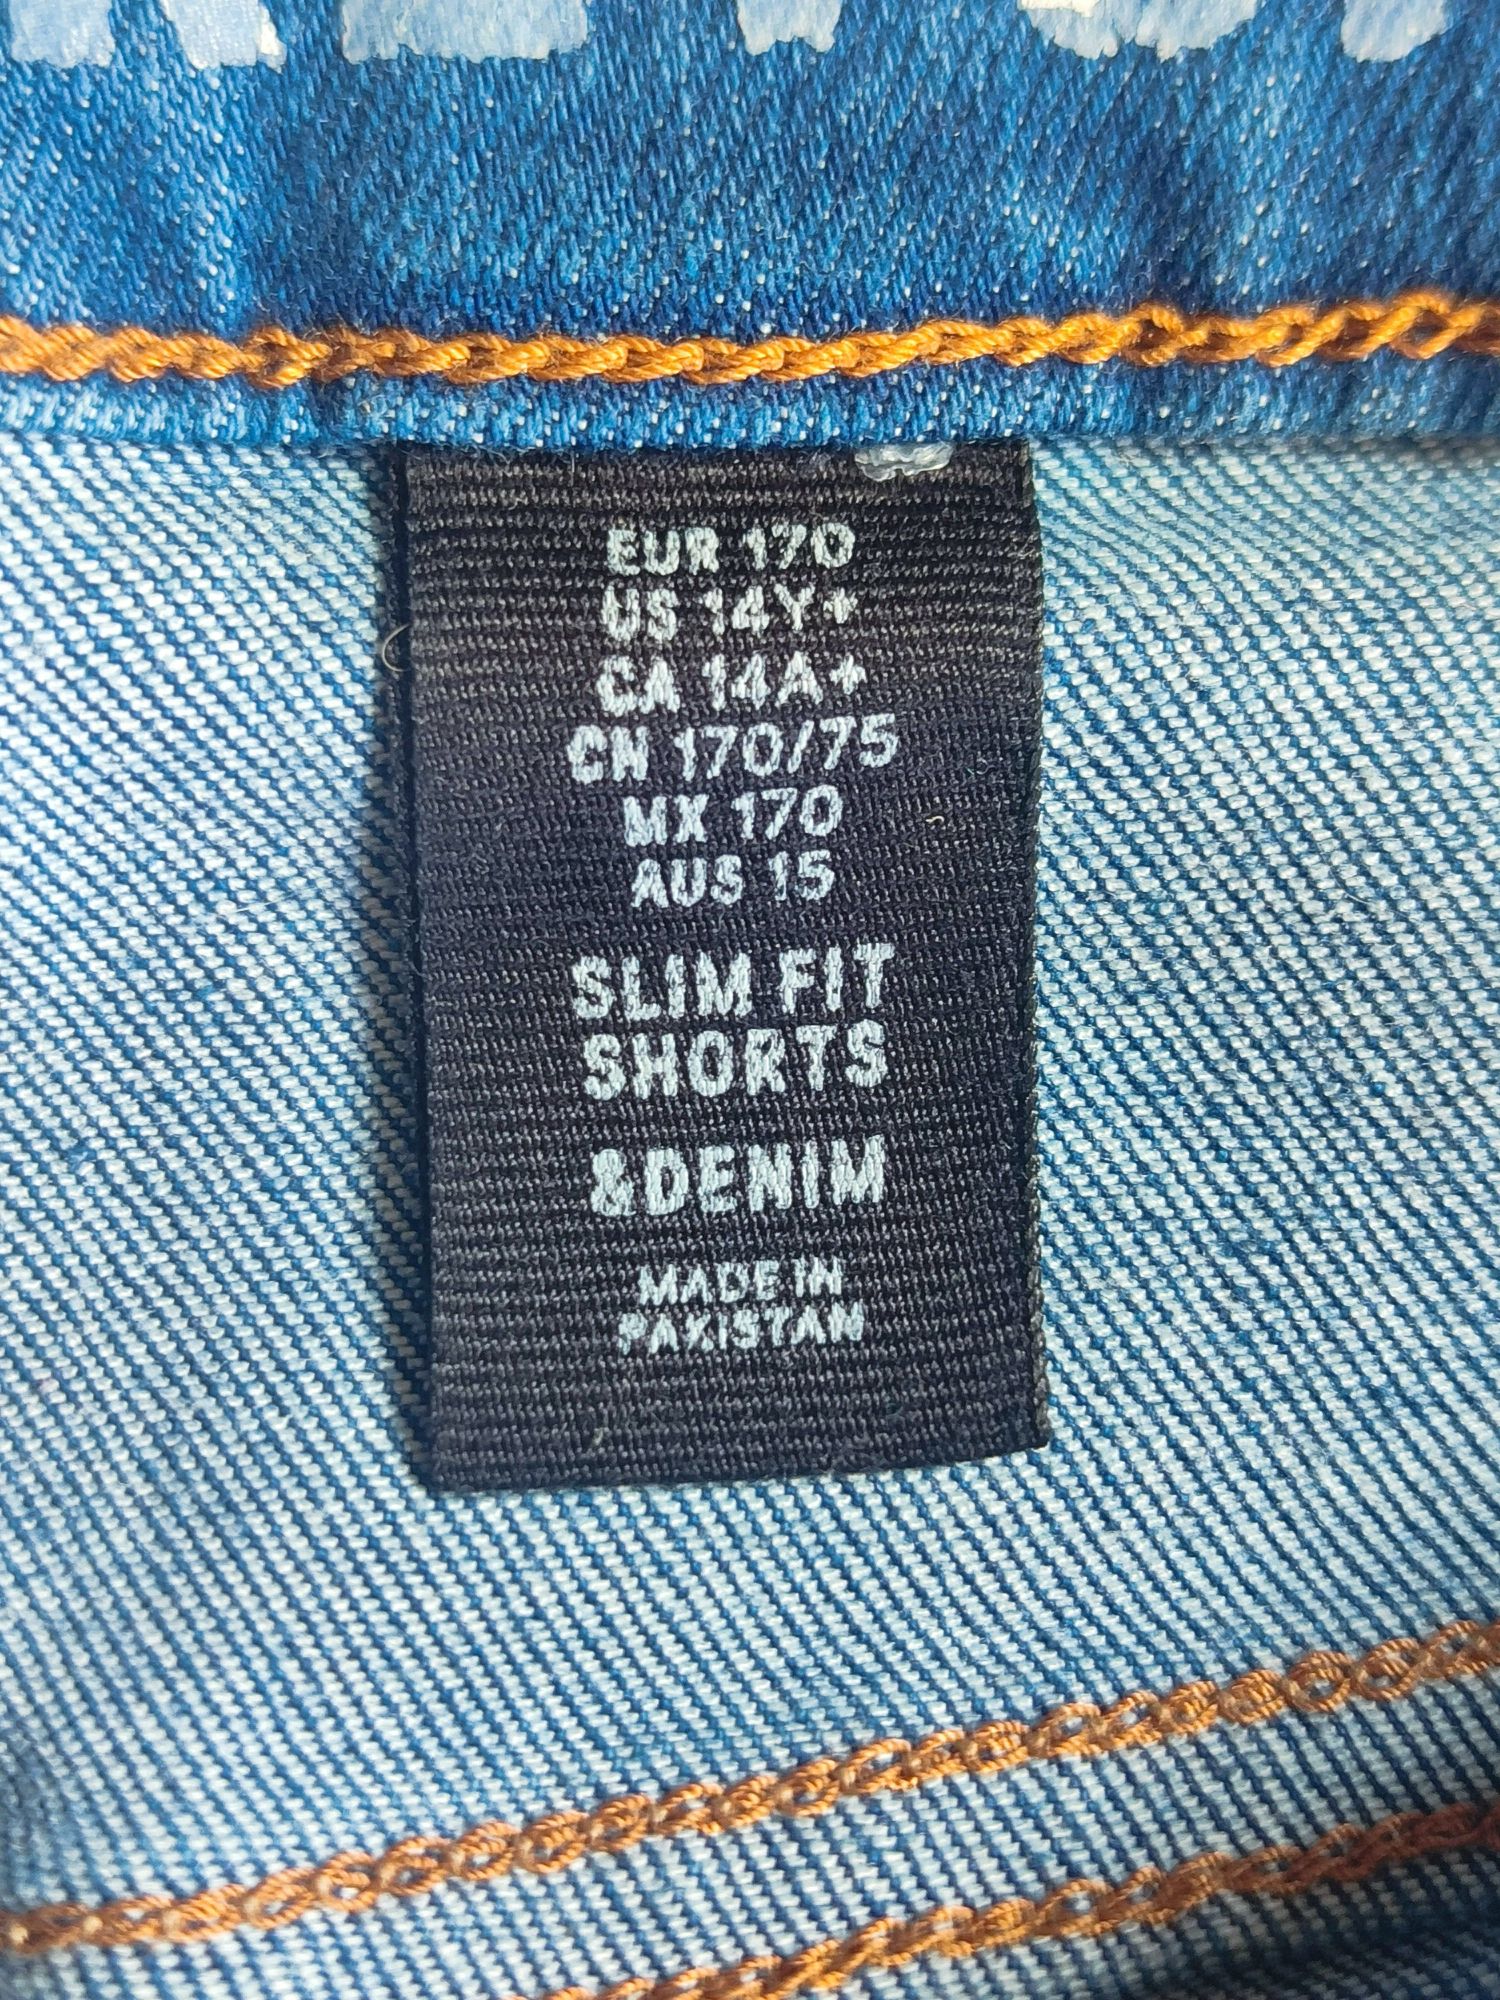 EUR 170
US 14Y+
CA 14A+
CN 170/75
MX 170
AUS 15
SLIM FIT
SHORTS
&DENIM
MADE IN
PAKISTAN